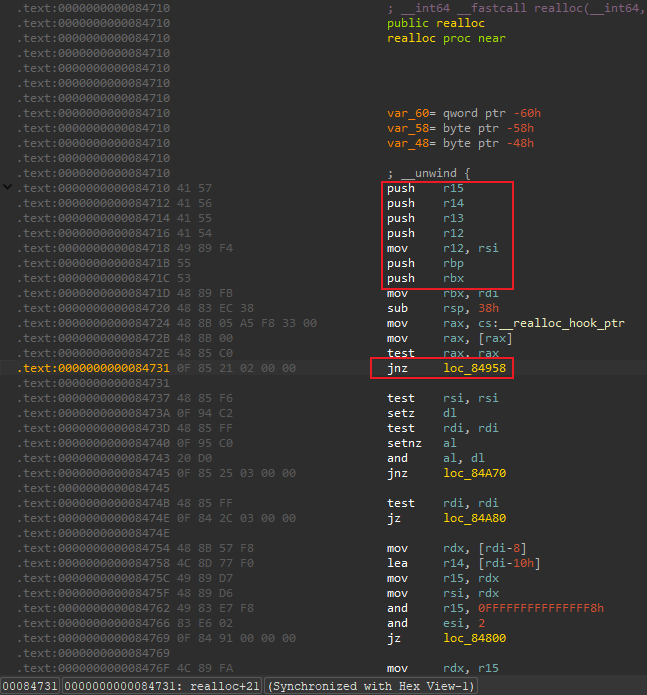 .text:0000000000084710 ; __int64 __fastcall realloc(__int64,
.text:0000000000084710 public realloc
.text:0000000000084710 realloc proc near
.text:0000000000084710
.text:0000000000084710
.text:0000000000084710
.text:0000000000084710
.text:0000000000084710 var_60= qword ptr -60h
.text:0000000000084710 var_58= byte ptr -58h
.text:0000000000084710 var_48= byte ptr -48h
.text:0000000000084710
.text:0000000000084710 ; __unwind {
.text:0000000000084710 41 57 push r15
.text:0000000000084712 41 56 push r14
.text:0000000000084714 41 55 push r13
.text:0000000000084716 41 54 push r12
.text:0000000000084718 49 89 F4 mov r12, rsi
.text:000000000008471B 55 push rbp
.text:000000000008471C 53 push rbx
.text:000000000008471D 48 89 FB mov rbx, rdi
.text:0000000000084720 48 83 EC 38 sub rsp, 38h
.text:0000000000084724 48 8B 05 A5 F8 33 00 mov rax, cs:__realloc_hook_ptr
.text:000000000008472B 48 8B 00 mov rax, [rax]
.text:000000000008472E 48 85 C0 test rax, rax
.text:0000000000084731 0F 85 21 02 00 00 jnz loc_84958
.text:0000000000084731
.text:0000000000084737 48 85 F6 test rsi, rsi
.text:000000000008473A 0F 94 C2 setz dl
.text:000000000008473D 48 85 FF test rdi, rdi
.text:0000000000084740 0F 95 C0 setnz al
.text:0000000000084743 20 D0 and al, dl
.text:0000000000084745 0F 85 25 03 00 00 jnz loc_84A70
.text:0000000000084745
.text:000000000008474B 48 85 FF test rdi, rdi
.text:000000000008474E 0F 84 2C 03 00 00 jz loc_84A80
.text:000000000008474E
.text:0000000000084754 48 8B 57 F8 mov rdx, [rdi-8]
.text:0000000000084758 4C 8D 77 F0 lea r14, [rdi-10h]
.text:000000000008475C 49 89 D7 mov r15, rdx
.text:000000000008475F 48 89 D6 mov rsi, rdx
.text:0000000000084762 49 83 E7 F8 and r15, 0FFFFFFFFFFFFFFF8h
.text:0000000000084766 83 E6 02 and esi, 2
.text:0000000000084769 0F 84 91 00 00 00 jz loc_84800
.text:0000000000084769
.text:000000000008476F 4C 89 FA mov rdx, r15
00084731 0000000000084731: realloc+21 (Synchronized with Hex View-1)